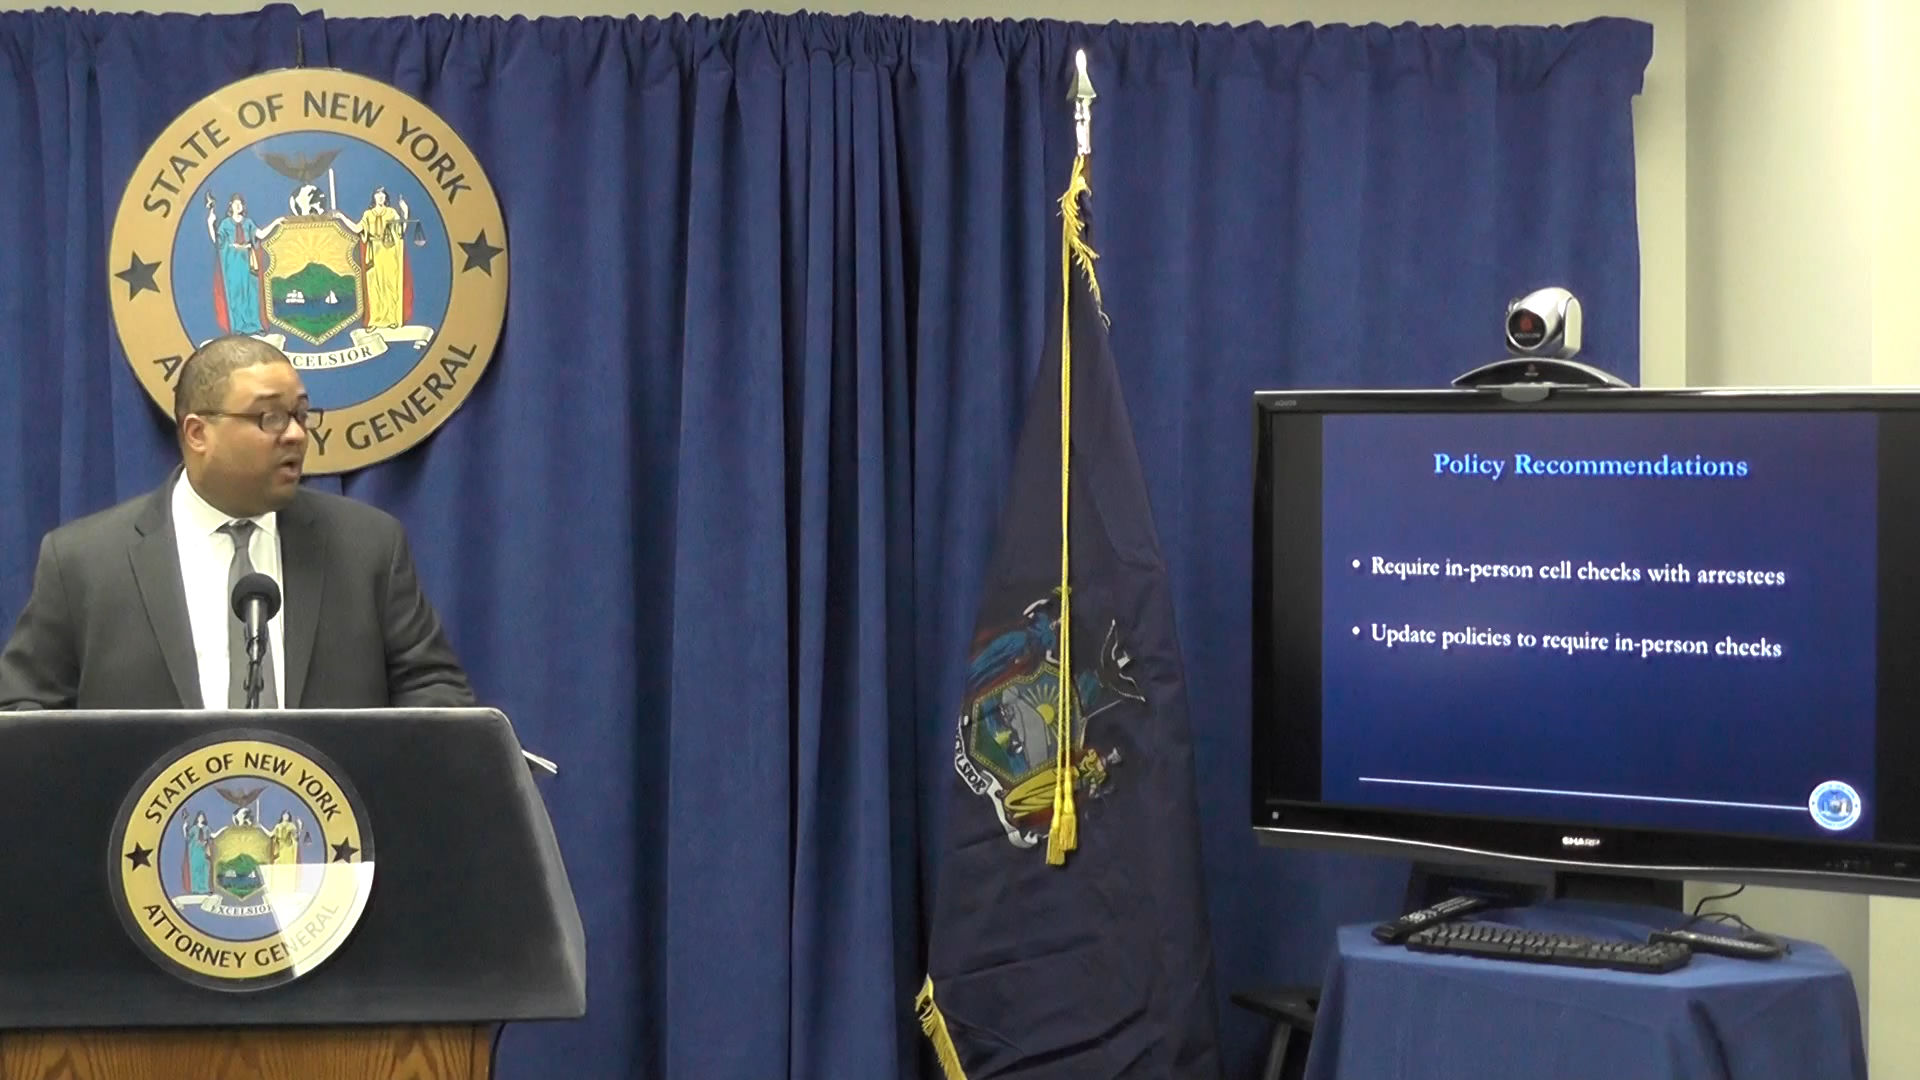 STATE OF NEW YORK
EXCELSIOR
GENERAL
STATE OF NEW YORK
EXCELSIOR
ATTORNEY GENERAL
Policy Recommendations
• Require in-person cell checks with arrestees
• Update policies to require in-person checks
SHARP